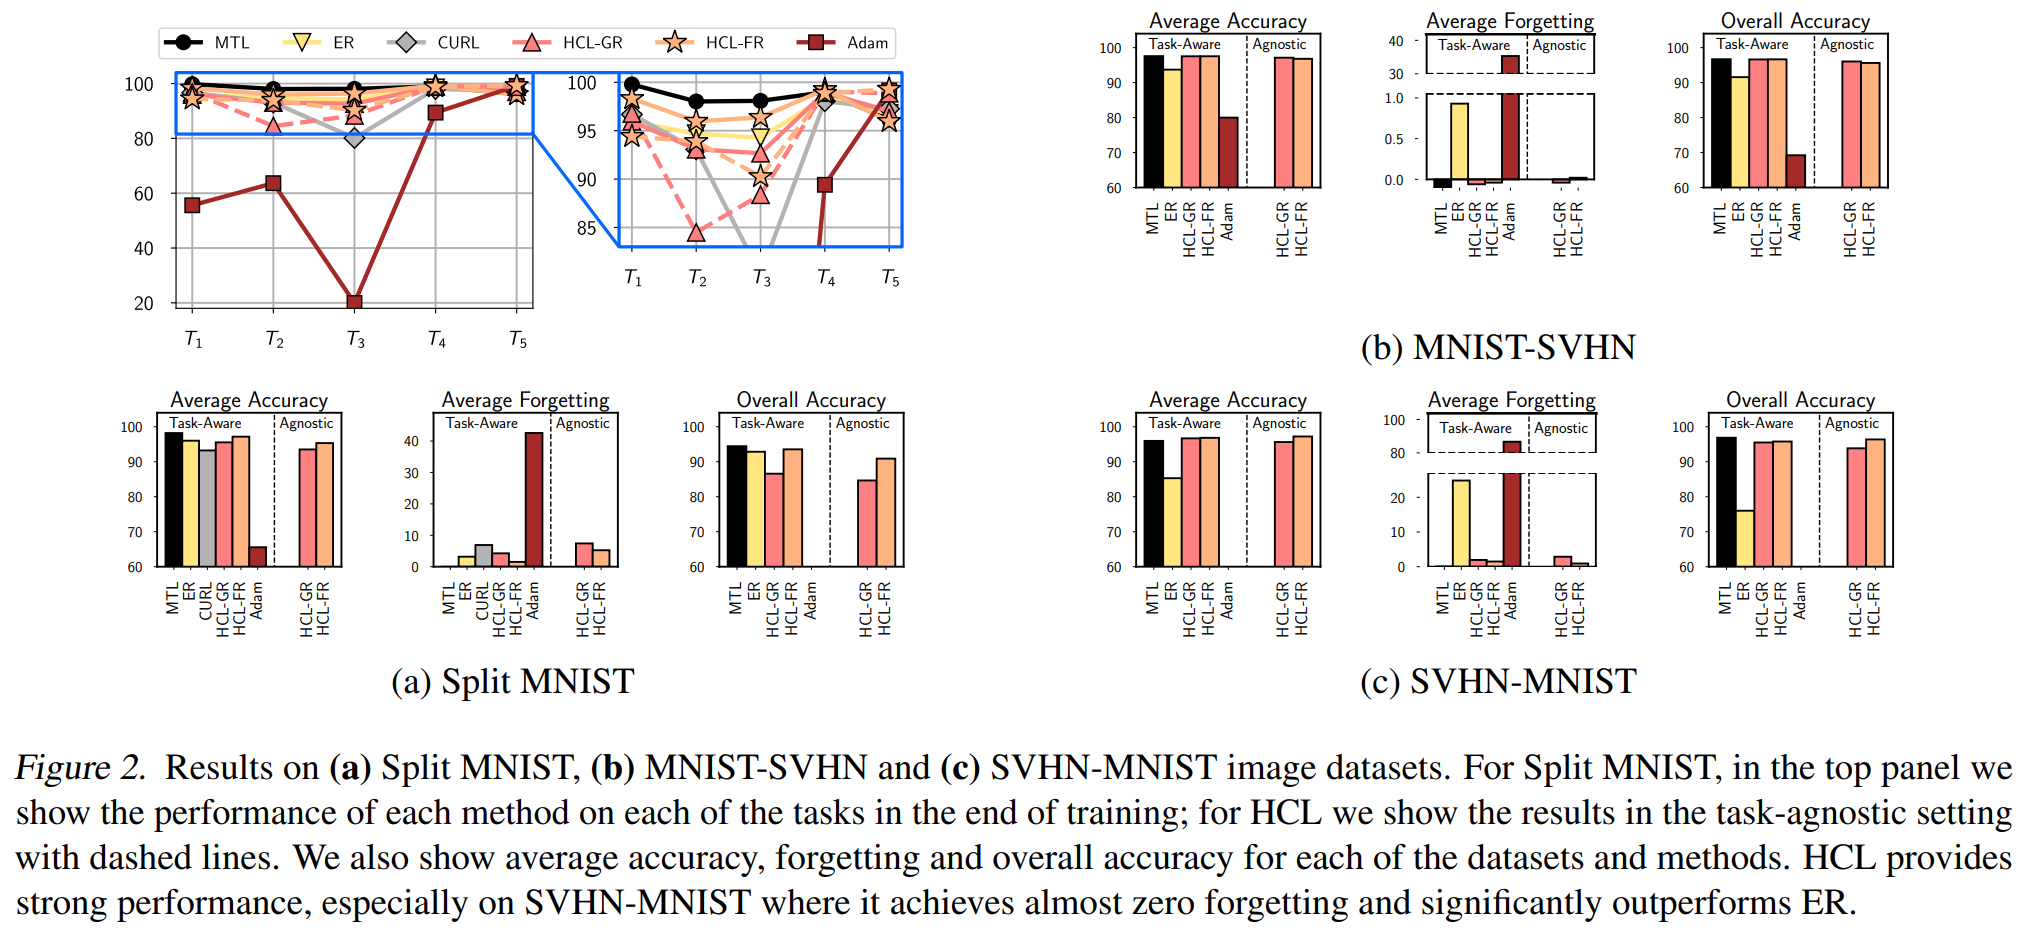 MTL ER CURL HCL-GR HCL-FR Adam
100
80
60
40
20
T1 T2 T3 T4 T5
100
95
90
85
T1 T2 T3 T4 T5
Average Accuracy
Task-Aware Agnostic
100
90
80
70
60
MTL ER CURL HCL-GR HCL-FR Adam HCL-GR HCL-FR
Average Forgetting
Task-Aware Agnostic
40
30
20
10
0
MTL ER CURL HCL-GR HCL-FR Adam HCL-GR HCL-FR
Overall Accuracy
Task-Aware Agnostic
100
90
80
70
60
MTL ER HCL-GR HCL-FR Adam HCL-GR HCL-FR
(a) Split MNIST
Average Accuracy
Task-Aware Agnostic
100
90
80
70
60
MTL ER HCL-GR HCL-FR Adam HCL-GR HCL-FR
Average Forgetting
Task-Aware Agnostic
40
30
1.0
0.5
0.0
MTL ER HCL-GR HCL-FR Adam HCL-GR HCL-FR
Overall Accuracy
Task-Aware Agnostic
100
90
80
70
60
MTL ER HCL-GR HCL-FR Adam HCL-GR HCL-FR
(b) MNIST-SVHN
Average Accuracy
Task-Aware Agnostic
100
90
80
70
60
MTL ER HCL-GR HCL-FR Adam HCL-GR HCL-FR
Average Forgetting
Task-Aware Agnostic
100
80
20
10
0
MTL ER HCL-GR HCL-FR Adam HCL-GR HCL-FR
Overall Accuracy
Task-Aware Agnostic
100
90
80
70
60
MTL ER HCL-GR HCL-FR Adam HCL-GR HCL-FR
(c) SVHN-MNIST
Figure 2. Results on (a) Split MNIST, (b) MNIST-SVHN and (c) SVHN-MNIST image datasets. For Split MNIST, in the top panel we
show the performance of each method on each of the tasks in the end of training; for HCL we show the results in the task-agnostic setting
with dashed lines. We also show average accuracy, forgetting and overall accuracy for each of the datasets and methods. HCL provides
strong performance, especially on SVHN-MNIST where it achieves almost zero forgetting and significantly outperforms ER.